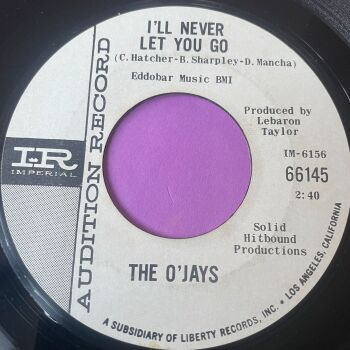 I'LL NEVER
LET YOU GO
(C. Hatcher-B. Sharpley-D. Mancha)
Eddobar Music BMI
Produced by
Lebaron
Taylor
IM-6156
66145
2:40
IR
IMPERIAL
AUDITION RECORD
Solid
Hitbound
Productions
THE O'JAYS
A SUBSIDIARY OF LIBERTY RECORDS, INC. • LOS ANGELES, CALIFORNIA